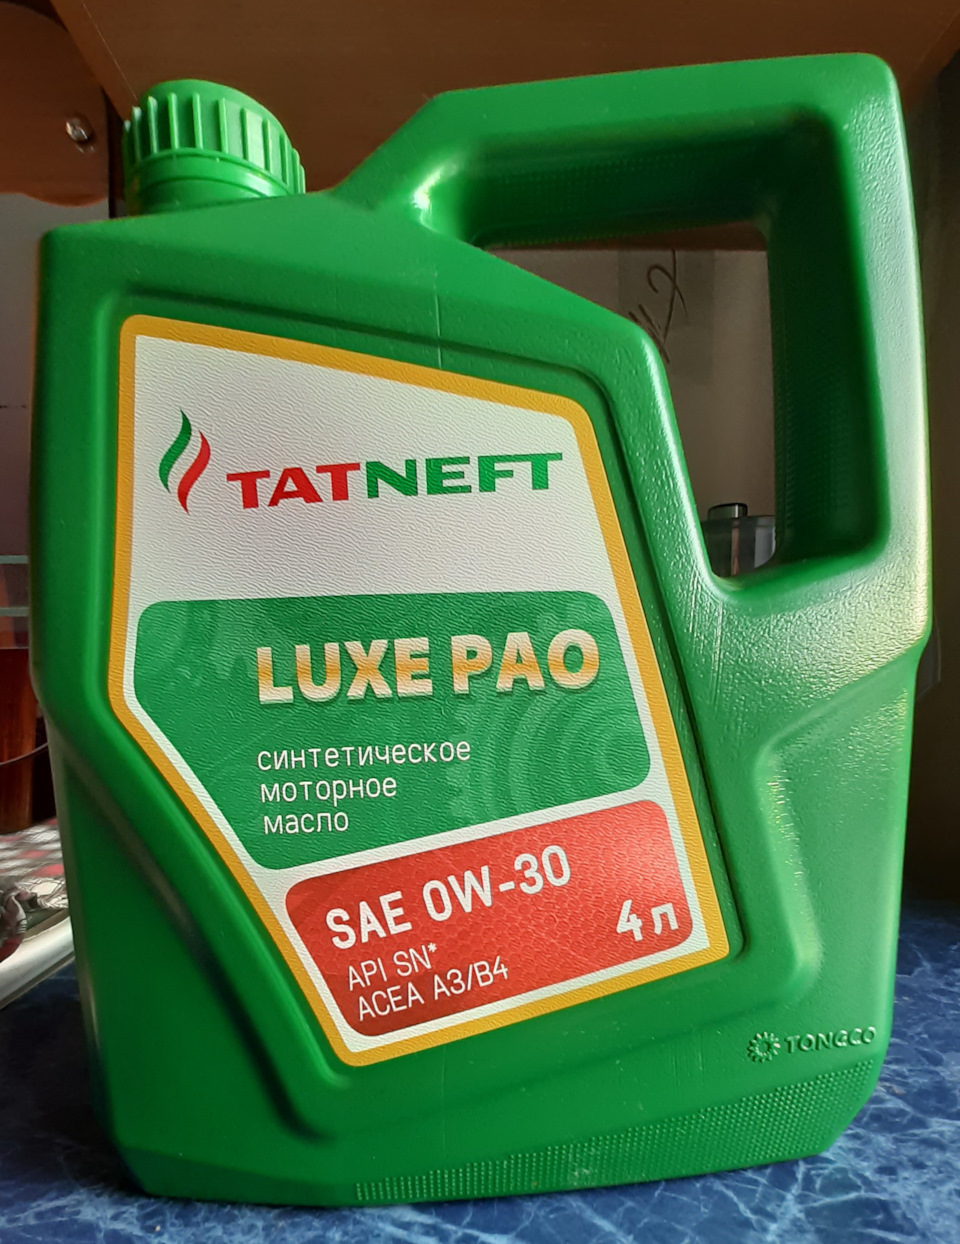 TATNEFT
LUXE PAO
синтетическое
моторное
масло
SAE 0W-30
API SN*
ACEA A3/B4
4 л
TONGCO